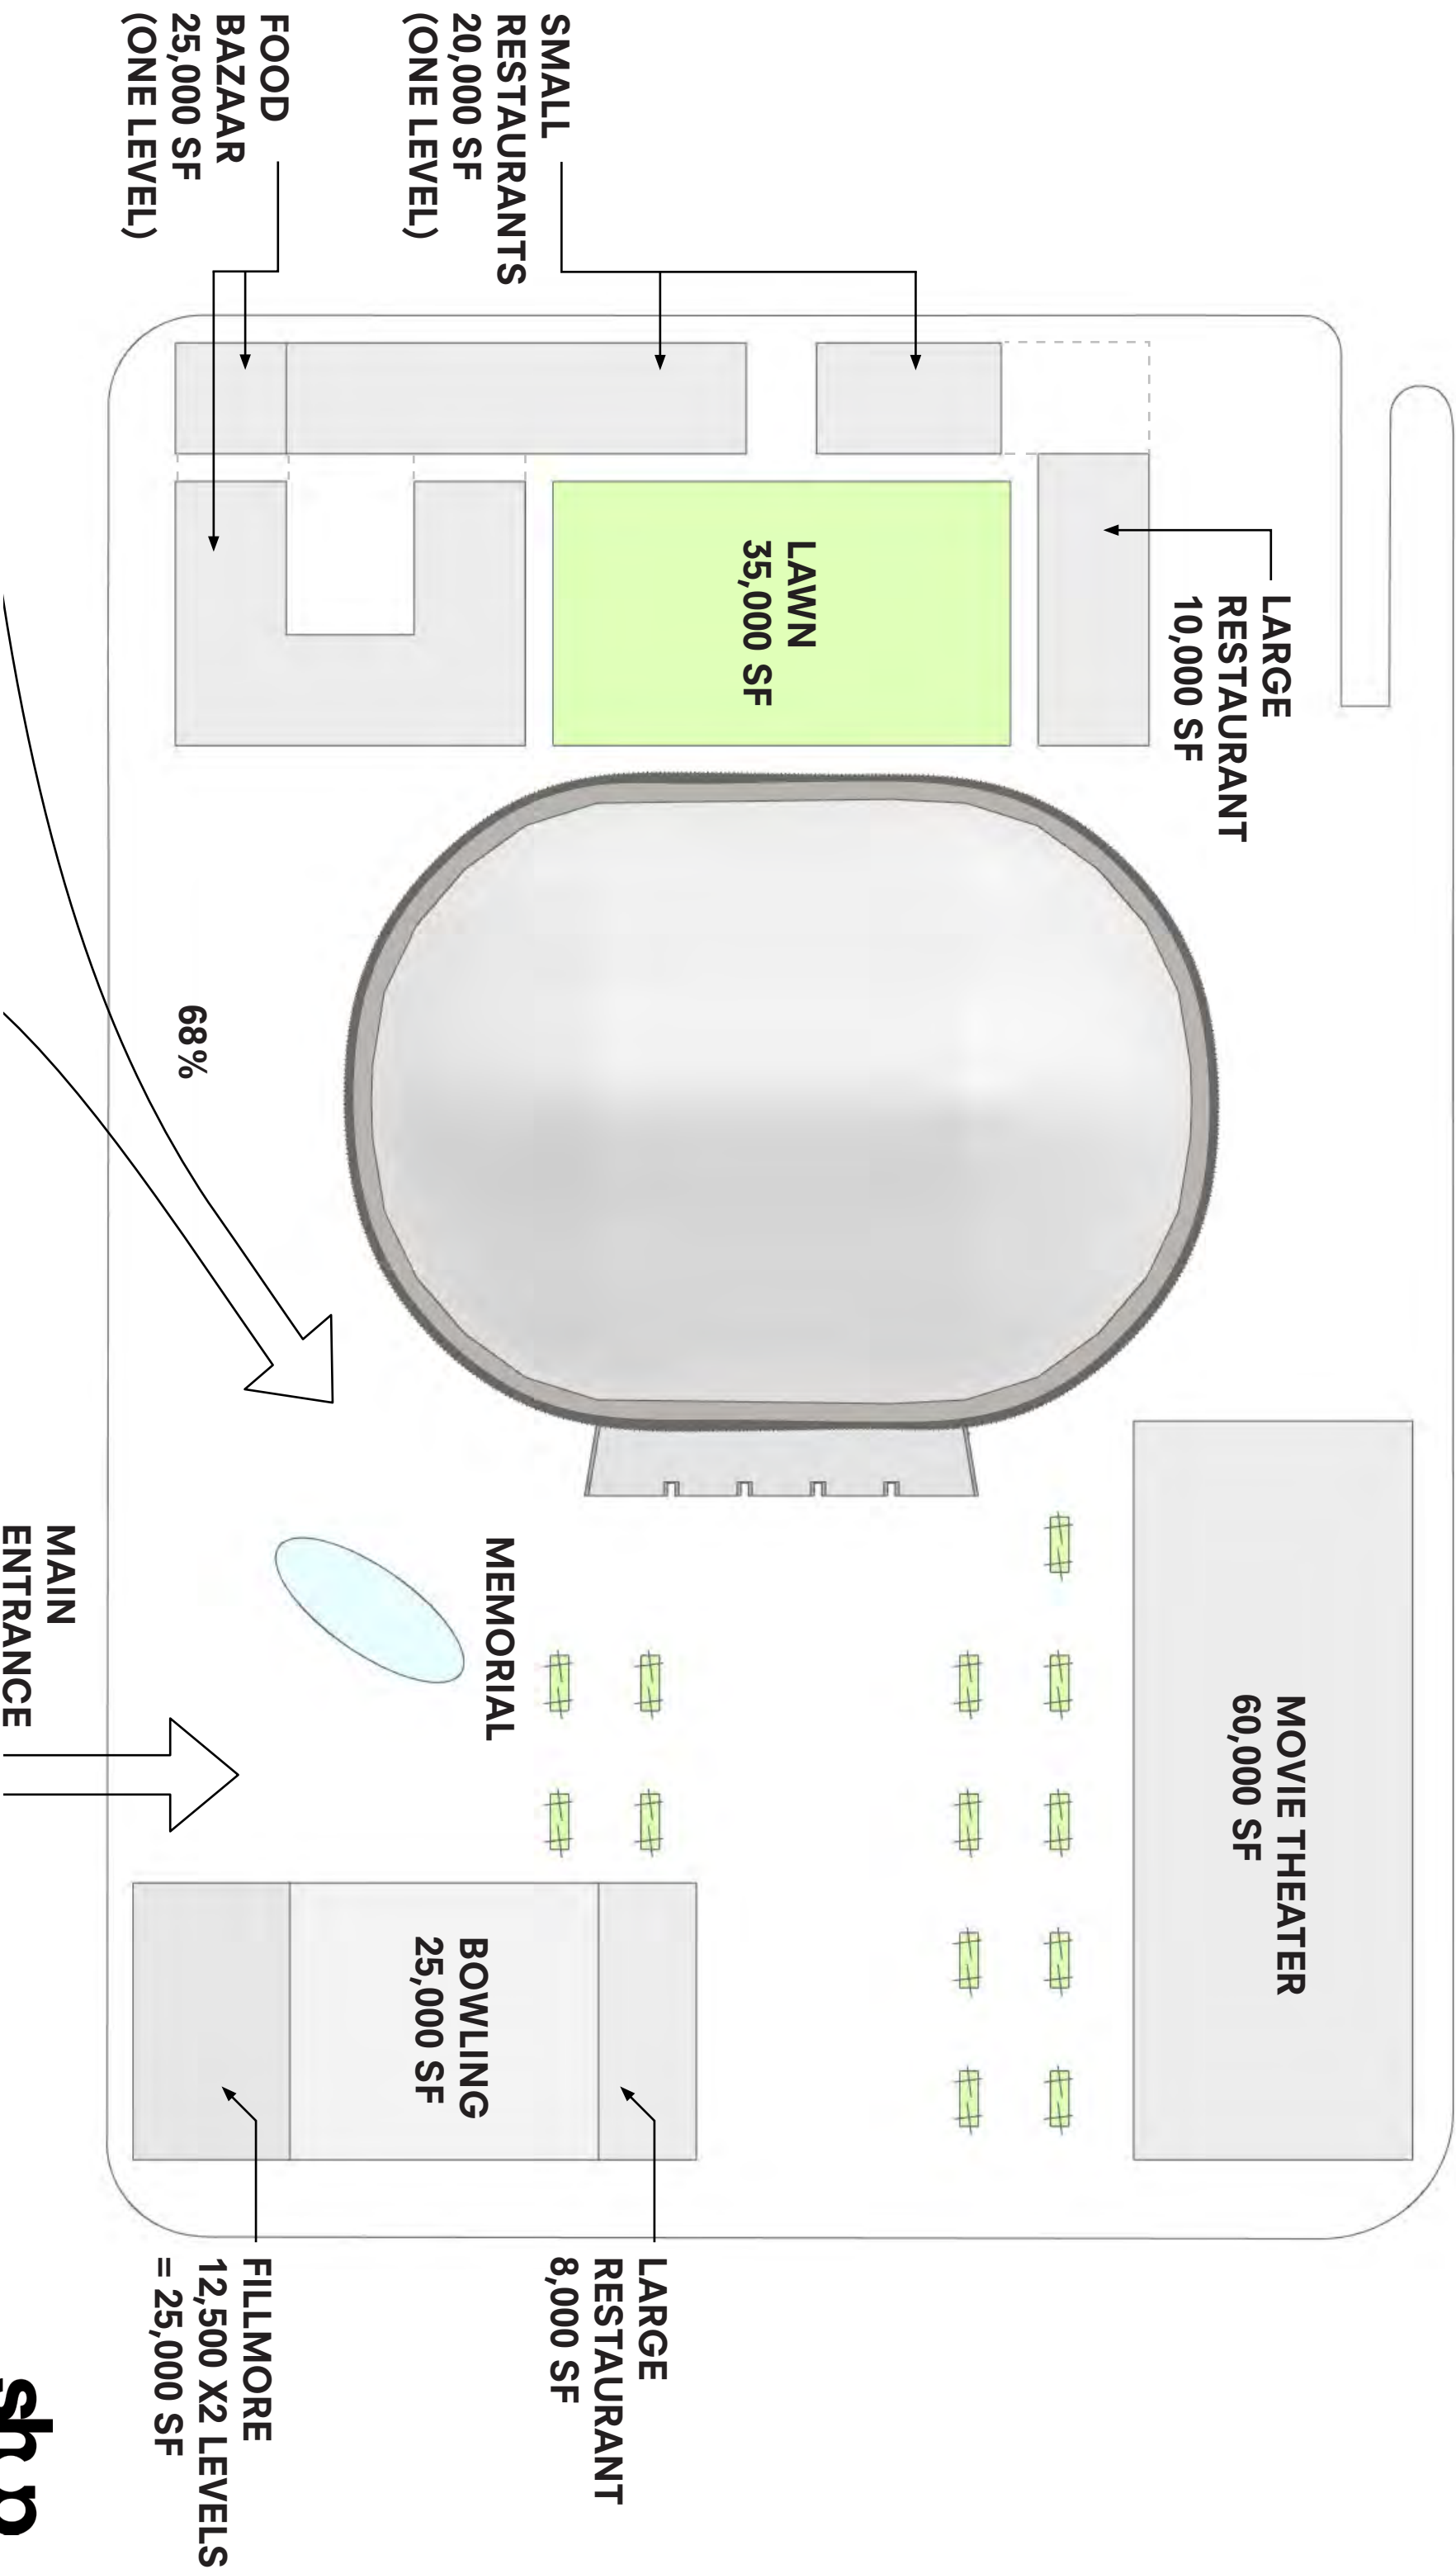 FOOD
BAZAAR
25,000 SF
(ONE LEVEL)
SMALL
RESTAURANTS
20,000 SF
(ONE LEVEL)
LARGE
RESTAURANT
10,000 SF
LAWN
35,000 SF
68%
MEMORIAL
MAIN
ENTRANCE
MOVIE THEATER
60,000 SF
BOWLING
25,000 SF
LARGE
RESTAURANT
8,000 SF
FILLMORE
12,500 X2 LEVELS
= 25,000 SF